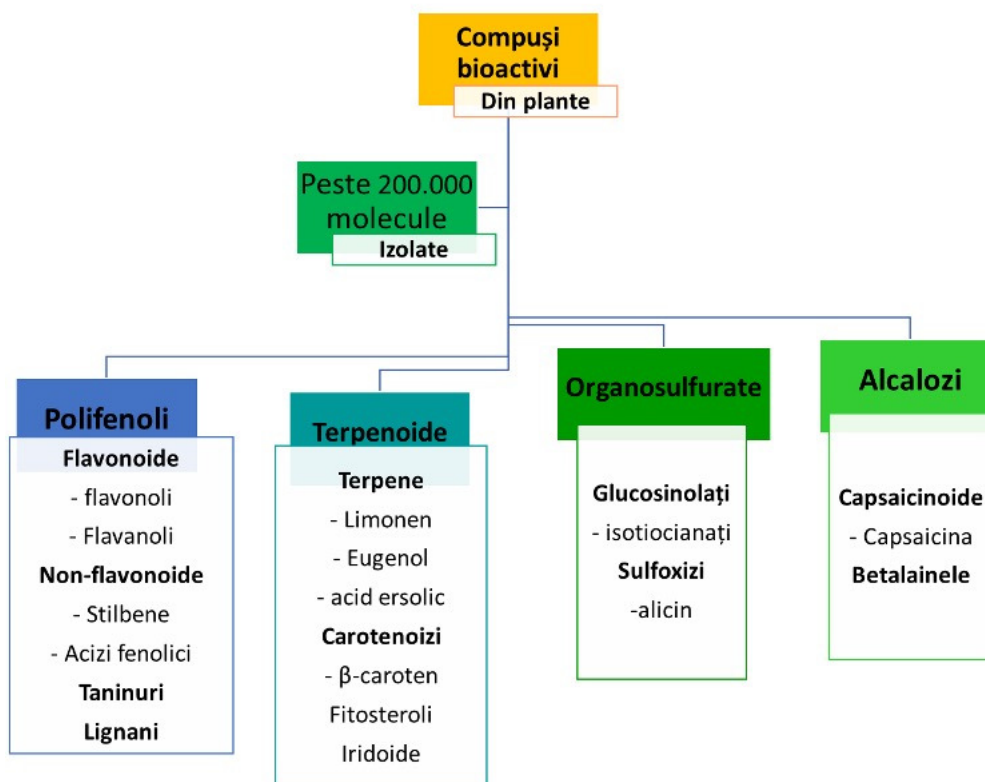 Compuși
bioactivi
Din plante
Peste 200.000
molecule
Izolate
Polifenoli
Flavonoide
- flavonoli
- Flavanoli
Non-flavonoide
- Stilbene
- Acizi fenolici
Taninuri
Lignani
Terpenoide
Terpene
- Limonen
- Eugenol
- acid ersolic
Carotenoizi
- β-caroten
Fitosteroli
Iridoide
Organosulfurate
Glucosinolați
- isotiocianați
Sulfoxizi
-alicin
Alcalozi
Capsaicinoide
- Capsaicina
Betalainele